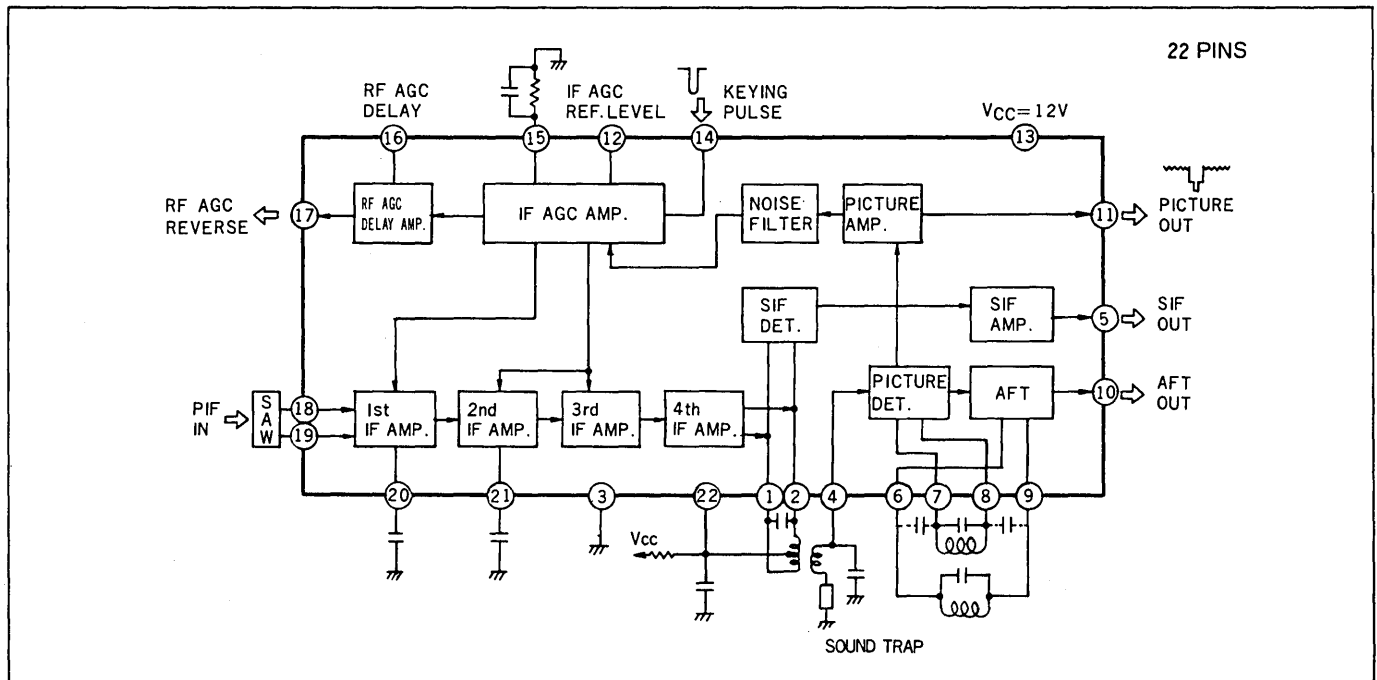 22 PINS
RF AGC
DELAY
IF AGC
REF. LEVEL
KEYING
PULSE
VCC=12V
16
15
12
14
13
RF AGC
REVERSE
17
RF AGC
DELAY AMP.
IF AGC AMP.
NOISE
FILTER
PICTURE
AMP.
11
PICTURE
OUT
SIF
DET.
SIF
AMP.
5
SIF
OUT
PIF
IN
SAW
18
19
1st
IF AMP.
2nd
IF AMP.
3rd
IF AMP.
4th
IF AMP.
PICTURE
DET.
AFT
10
AFT
OUT
20
21
3
22
1
2
4
6
7
8
9
Vcc
SOUND TRAP